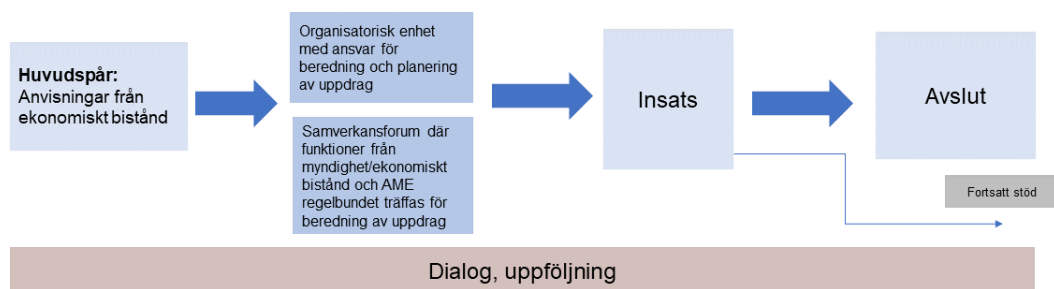 Huvudspår:
Anvisningar från
ekonomiskt bistånd
Organisatorisk enhet
med ansvar för
beredning och planering
av uppdrag
Samverkansforum där
funktioner från
myndighet/ekonomiskt
bistånd och AME
regelbundet träffas för
beredning av uppdrag
Insats
Avslut
Fortsatt stöd
Dialog, uppföljning